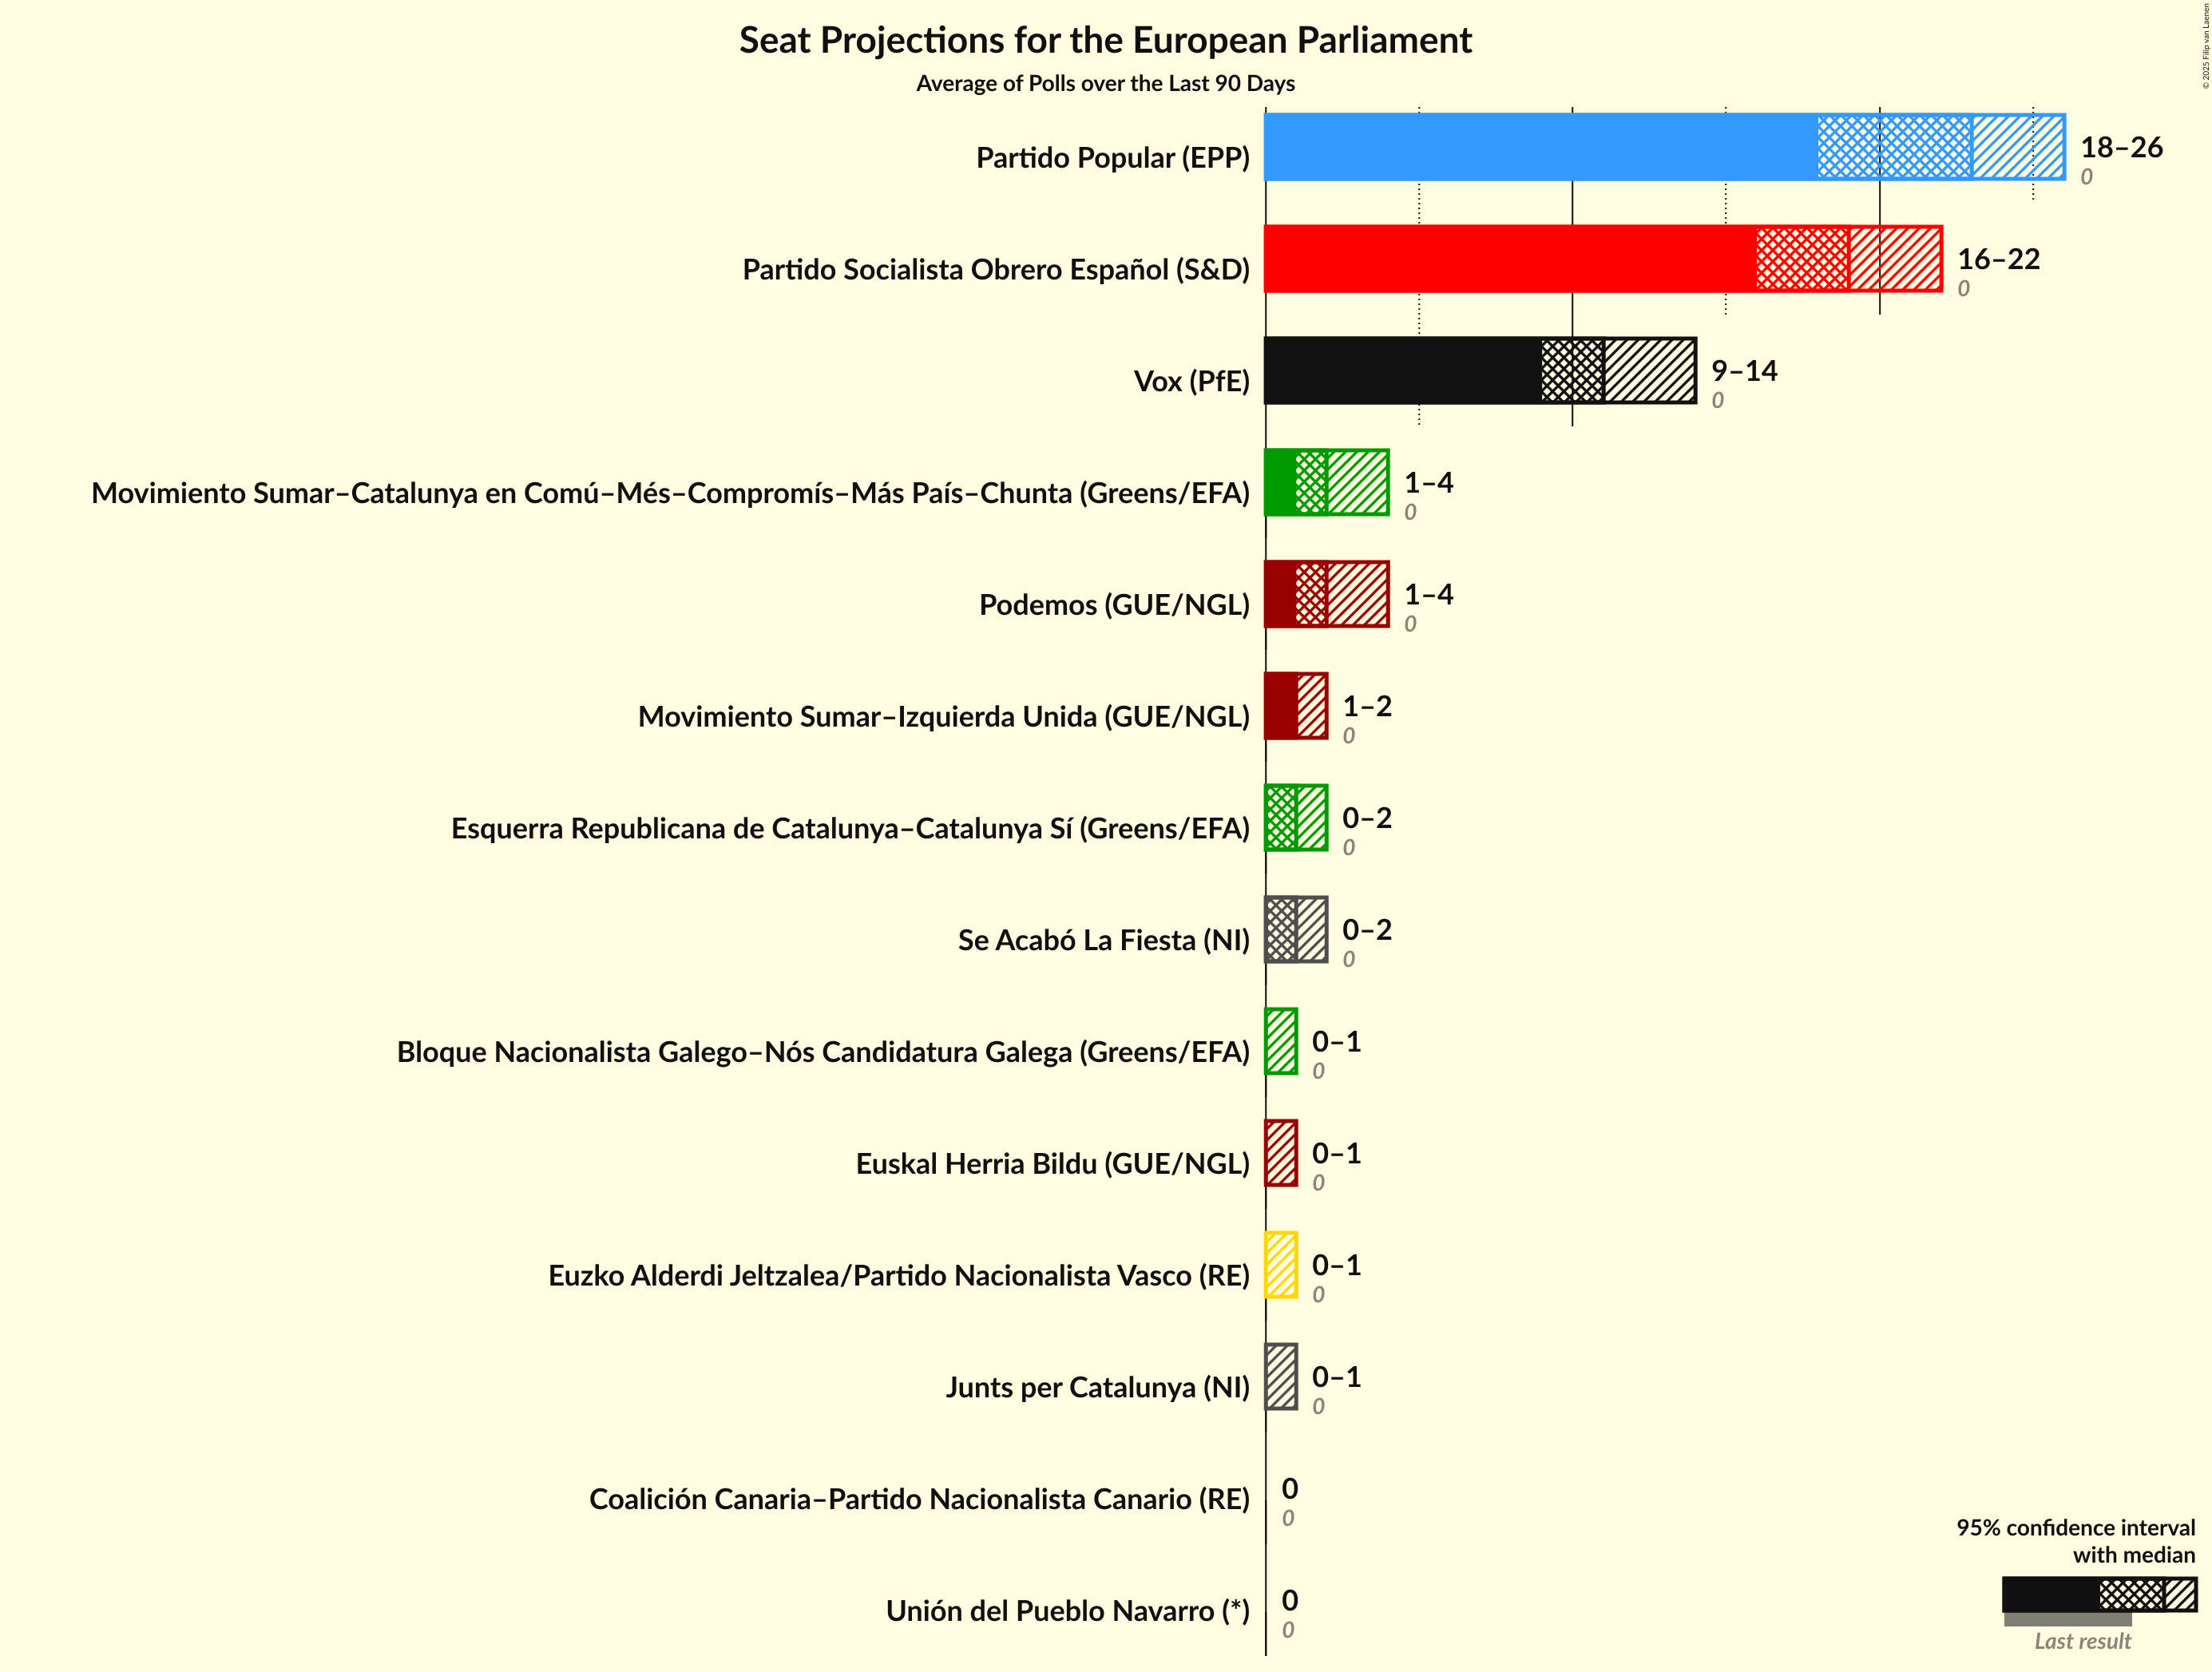 Seat Projections for the European Parliament
Average of Polls over the Last 90 Days
© 2025 Filip van Laenen
Partido Popular (EPP)
18–26
0
Partido Socialista Obrero Español (S&D)
16–22
0
Vox (PfE)
9–14
0
Movimiento Sumar–Catalunya en Comú–Més–Compromís–Más País–Chunta (Greens/EFA)
1–4
0
Podemos (GUE/NGL)
1–4
0
Movimiento Sumar–Izquierda Unida (GUE/NGL)
1–2
0
Esquerra Republicana de Catalunya–Catalunya Sí (Greens/EFA)
0–2
0
Se Acabó La Fiesta (NI)
0–2
0
Bloque Nacionalista Galego–Nós Candidatura Galega (Greens/EFA)
0–1
0
Euskal Herria Bildu (GUE/NGL)
0–1
0
Euzko Alderdi Jeltzalea/Partido Nacionalista Vasco (RE)
0–1
0
Junts per Catalunya (NI)
0–1
0
Coalición Canaria–Partido Nacionalista Canario (RE)
0
0
Unión del Pueblo Navarro (*)
0
0
95% confidence interval
with median
Last result